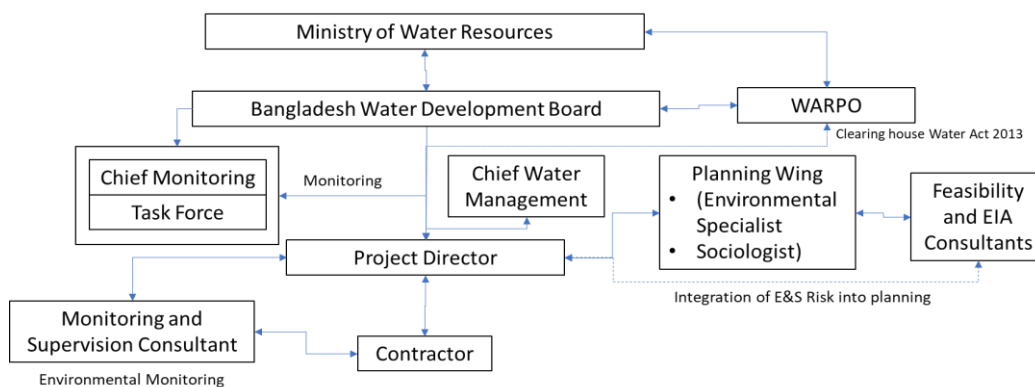 Ministry of Water Resources
Bangladesh Water Development Board
WARPO
Clearing house Water Act 2013
Chief Monitoring
Task Force
Monitoring
Chief Water
Management
Planning Wing
• (Environmental
Specialist
• Sociologist)
Feasibility
and EIA
Consultants
Project Director
Integration of E&S Risk into planning
Monitoring and
Supervision Consultant
Contractor
Environmental Monitoring